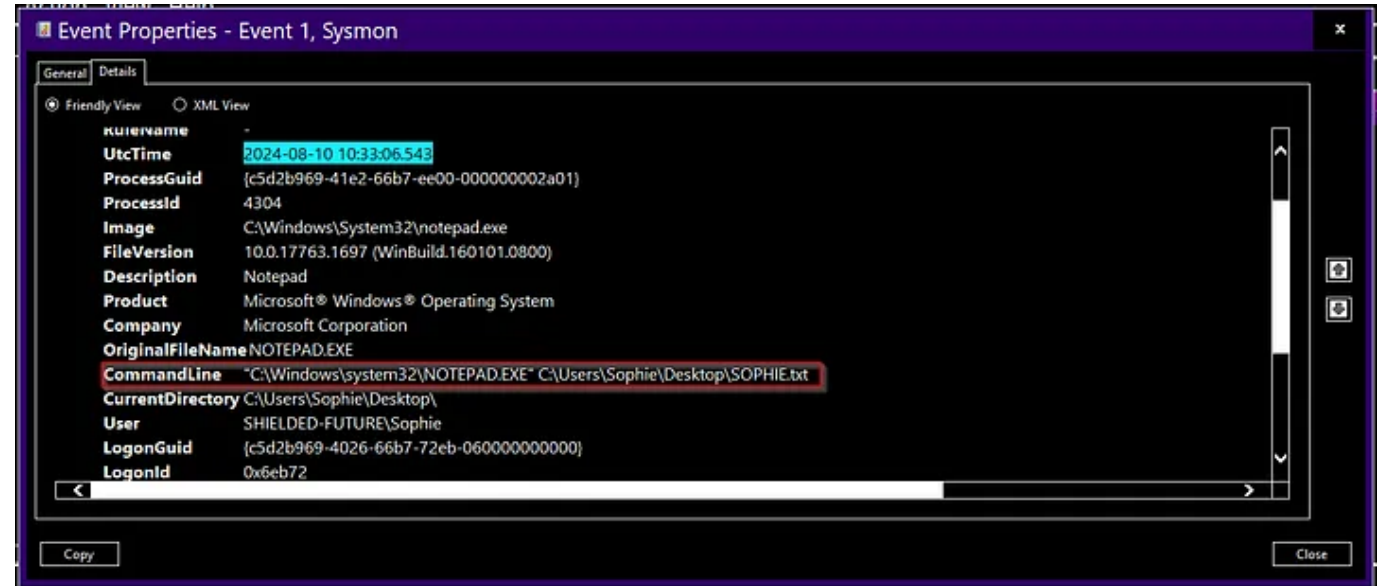 Action View Help
Event Properties - Event 1, Sysmon
General Details
Friendly View XML View
RuleName -
UtcTime 2024-08-10 10:33:06.543
ProcessGuid {c5d2b969-41e2-66b7-ee00-000000002a01}
ProcessId 4304
Image C:\Windows\System32\notepad.exe
FileVersion 10.0.17763.1697 (WinBuild.160101.0800)
Description Notepad
Product Microsoft® Windows® Operating System
Company Microsoft Corporation
OriginalFileName NOTEPAD.EXE
CommandLine "C:\Windows\system32\NOTEPAD.EXE" C:\Users\Sophie\Desktop\SOPHIE.txt
CurrentDirectory C:\Users\Sophie\Desktop\
User SHIELDED-FUTURE\Sophie
LogonGuid {c5d2b969-4026-66b7-72eb-060000000000}
LogonId 0x6eb72
Copy Close